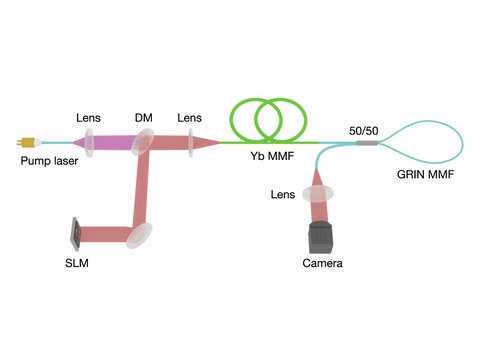 Lens
DM
Lens
50/50
Pump laser
Yb MMF
GRIN MMF
Lens
SLM
Camera